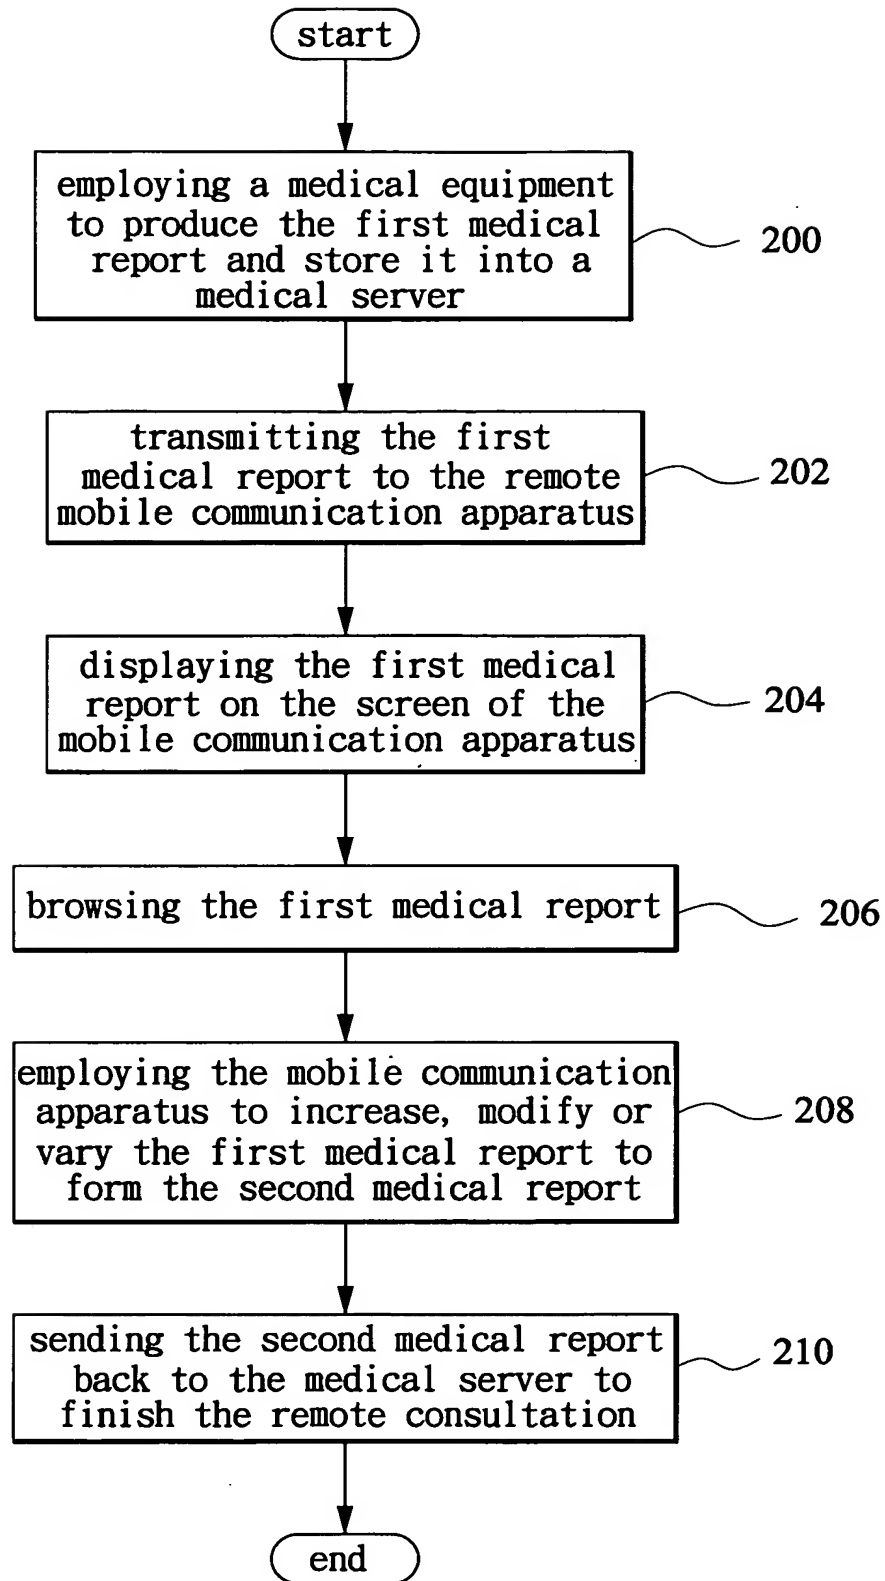 start
employing a medical equipment
to produce the first medical
report and store it into a
medical server
200
transmitting the first
medical report to the remote
mobile communication apparatus
202
displaying the first medical
report on the screen of the
mobile communication apparatus
204
browsing the first medical report
206
employing the mobile communication
apparatus to increase, modify or
vary the first medical report to
form the second medical report
208
sending the second medical report
back to the medical server to
finish the remote consultation
210
end